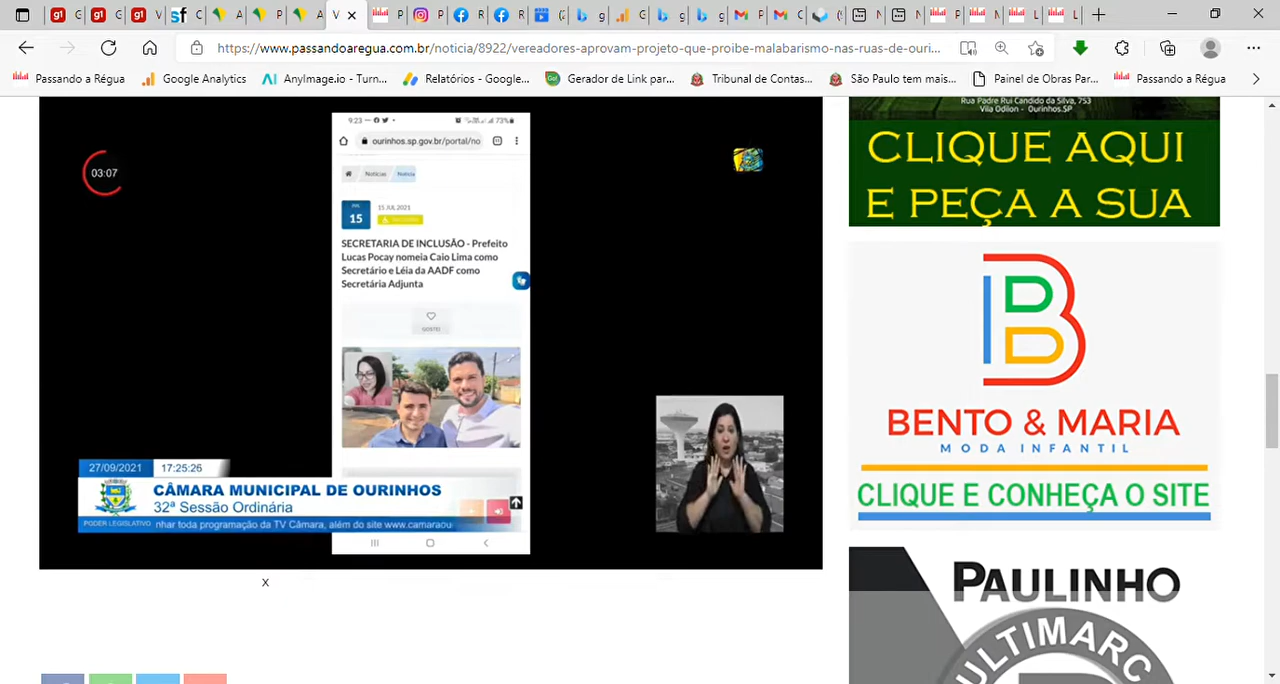 https://www.passandoaregua.com.br/noticia/8922/vereadores-aprovam-projeto-que-proibe-malabarismo-nas-ruas-de-ouri...
Passando a Régua
Google Analytics
AnyImage.io - Turn...
Relatorios - Google...
Gerador de Link par...
Tribunal de Contas...
São Paulo tem mais...
Painel de Obras Par...
Passando a Régua
03:07
9:23
73%
ourinhos.sp.gov.br/portal/no
Notícias
Notícia
JUL
15
15 JUL 2021
SECRETARIA DE INCLUSÃO - Prefeito
Lucas Pocay nomeia Caio Lima como
Secretário e Léia da AADF como
Secretária Adjunta
GOSTEI
27/09/2021
17:25:26
CÂMARA MUNICIPAL DE OURINHOS
32ª Sessão Ordinária
PODER LEGISLATIVO
nhar toda programação da TV Câmara, além do site www.camaraou
x
Rua Padre Rui Candido da Silva, 753
Vila Odilon - Ourinhos.SP
CLIQUE AQUI
E PEÇA A SUA
BENTO & MARIA
MODA INFANTIL
CLIQUE E CONHEÇA O SITE
PAULINHO
ULTIMARC